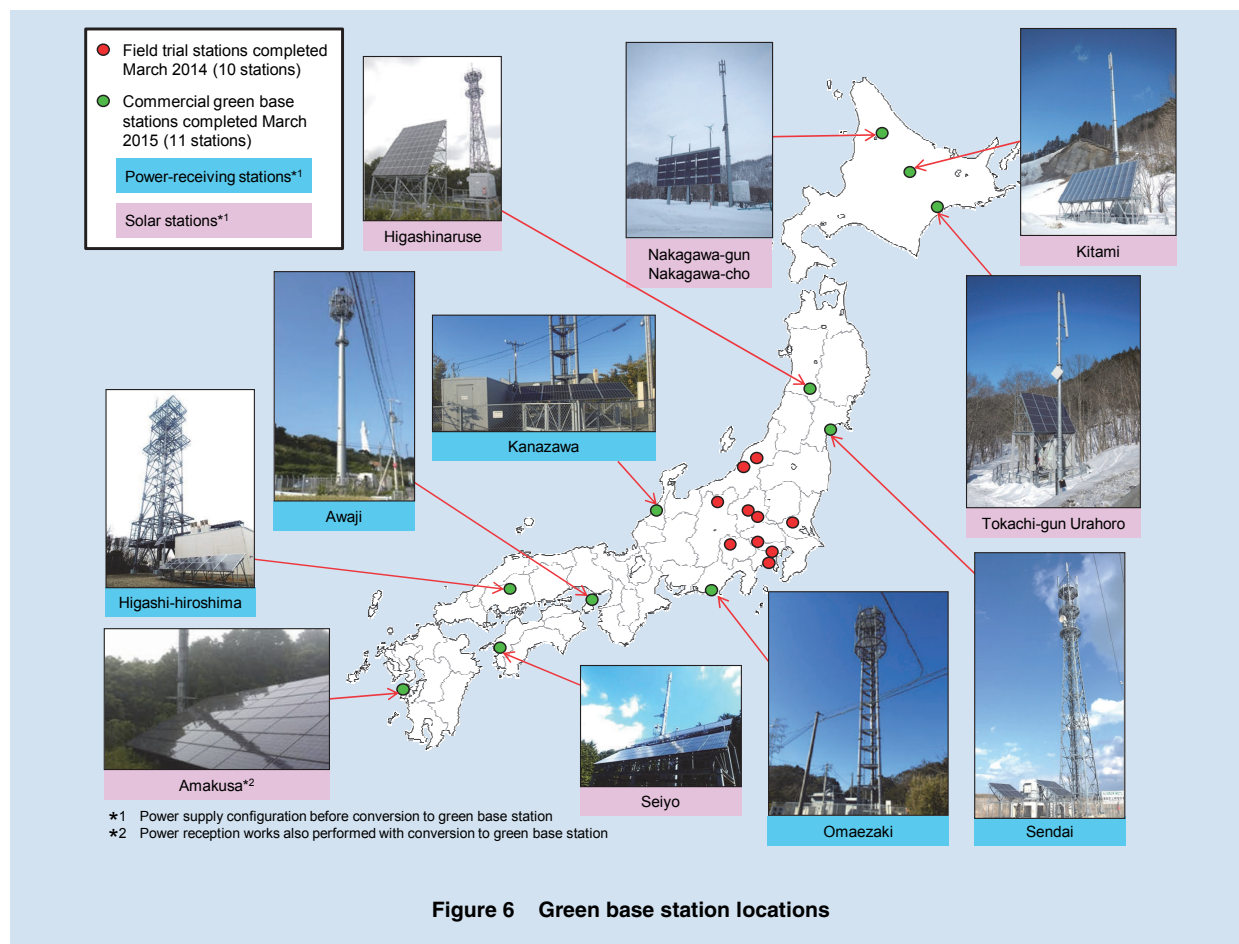 Field trial stations completed
March 2014 (10 stations)
Commercial green base
stations completed March
2015 (11 stations)
Power-receiving stations*1
Solar stations*1
Higashinaruse
Nakagawa-gun
Nakagawa-cho
Kitami
Awaji
Kanazawa
Tokachi-gun Urahoro
Higashi-hiroshima
Amakusa*2
Seiyo
Omaezaki
Sendai
*1 Power supply configuration before conversion to green base station
*2 Power reception works also performed with conversion to green base station
Figure 6 Green base station locations